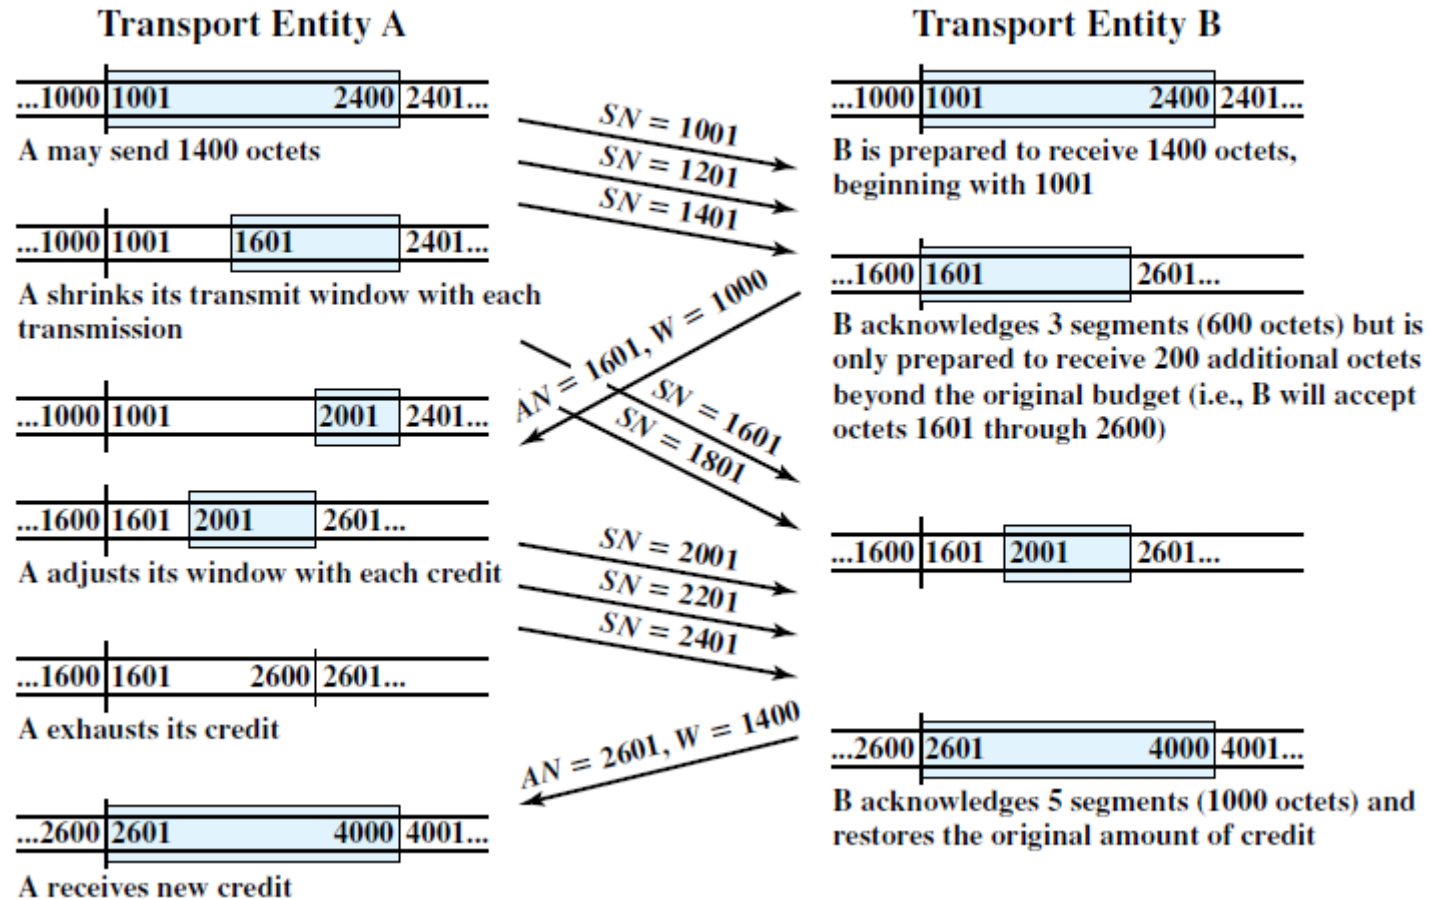 Transport Entity A
Transport Entity B
...1000 1001 2400 2401...
A may send 1400 octets
SN = 1001
SN = 1201
SN = 1401
...1000 1001 2400 2401...
B is prepared to receive 1400 octets,
beginning with 1001
...1000 1001 1601 2401...
A shrinks its transmit window with each
transmission
AN = 1601, W = 1000
...1600 1601 2601...
B acknowledges 3 segments (600 octets) but is
only prepared to receive 200 additional octets
beyond the original budget (i.e., B will accept
octets 1601 through 2600)
...1000 1001 2001 2401...
SN = 1601
SN = 1801
...1600 1601 2001 2601...
A adjusts its window with each credit
SN = 2001
SN = 2201
SN = 2401
...1600 1601 2001 2601...
...1600 1601 2600 2601...
A exhausts its credit
AN = 2601, W = 1400
...2600 2601 4000 4001...
B acknowledges 5 segments (1000 octets) and
restores the original amount of credit
...2600 2601 4000 4001...
A receives new credit